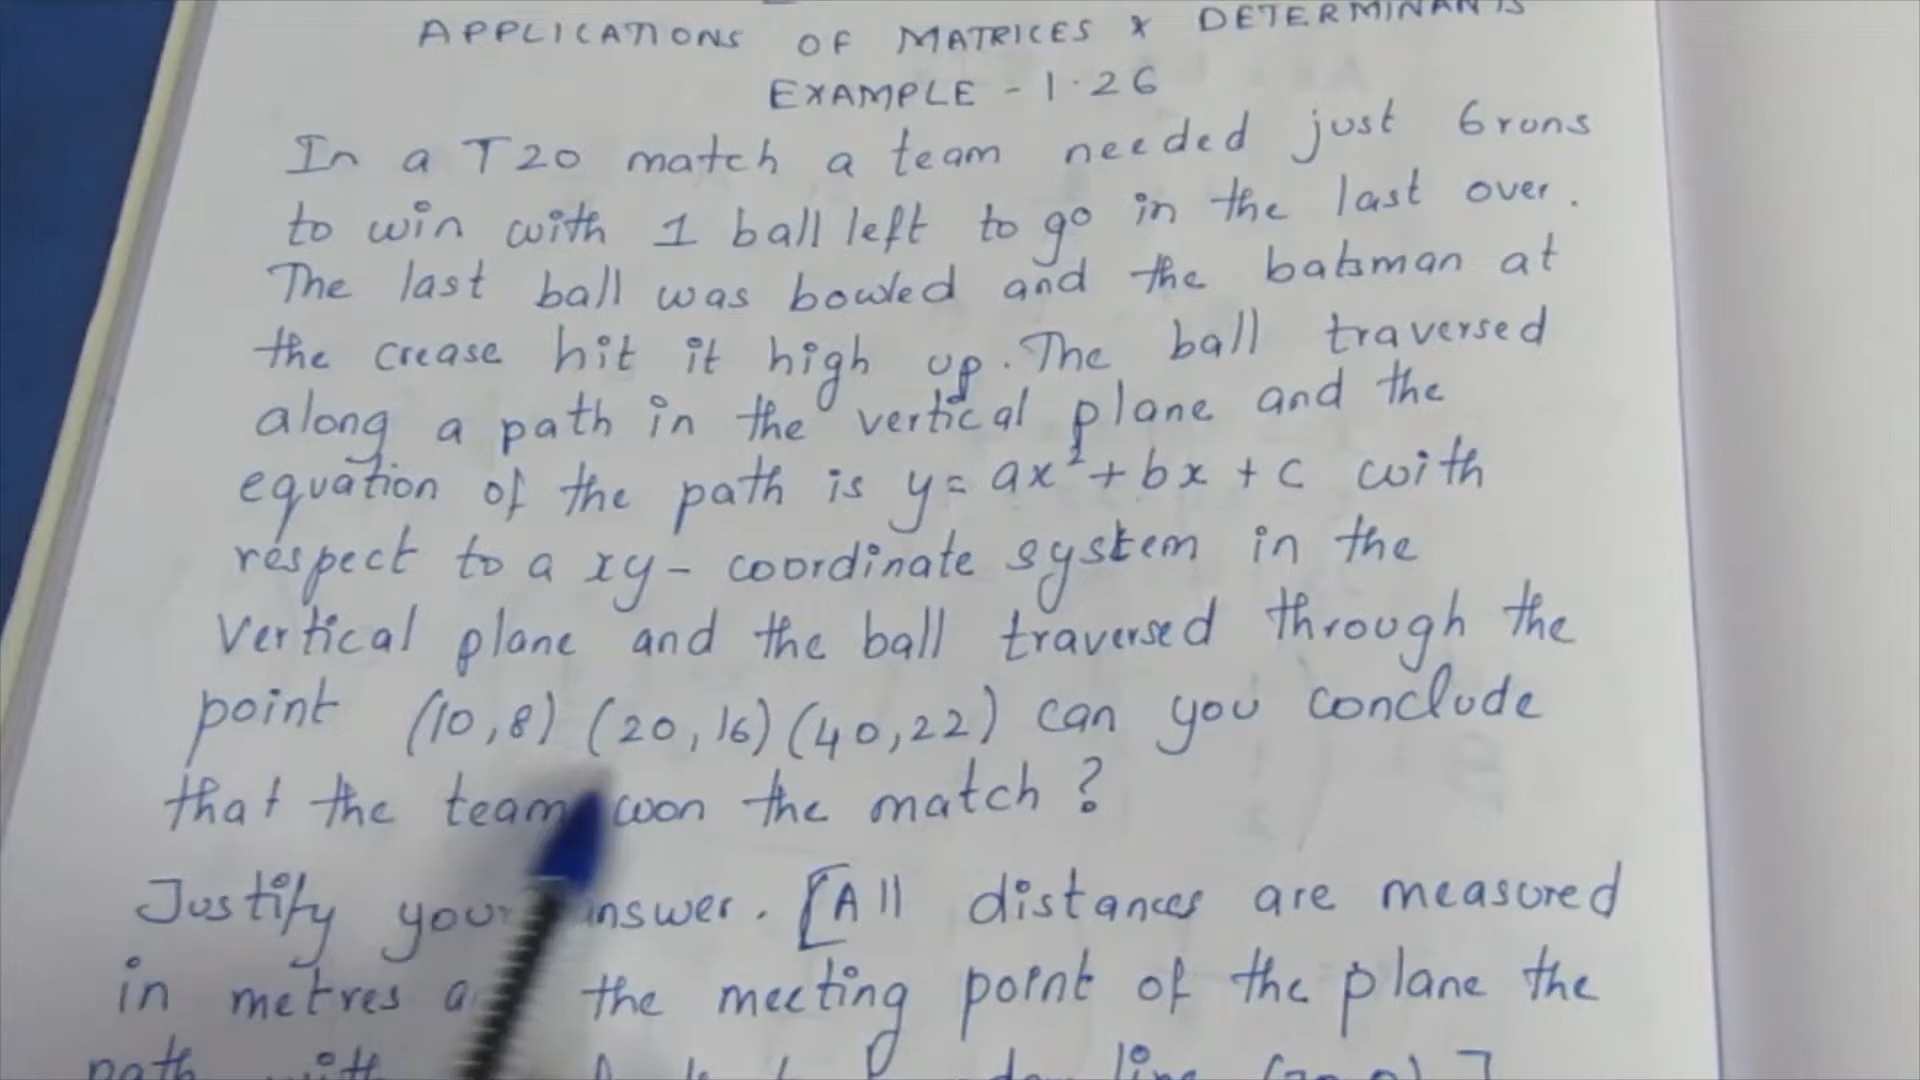 APPLICATIONS OF MATRICES & DETERMINANTS
EXAMPLE - 1.26
In a T20 match a team needed just 6 runs
to win with 1 ball left to go in the last over.
The last ball was bowled and the batsman at
the crease hit it high up. The ball traversed
along a path in the vertical plane and the
equation of the path is y = ax² + bx + c with
respect to a xy - coordinate system in the
Vertical plane and the ball traversed through the
point (10,8) (20,16) (40,22) can you conclude
that the team won the match ?
Justify your answer. [All distances are measured
in metres the meeting point of the plane the
path with line